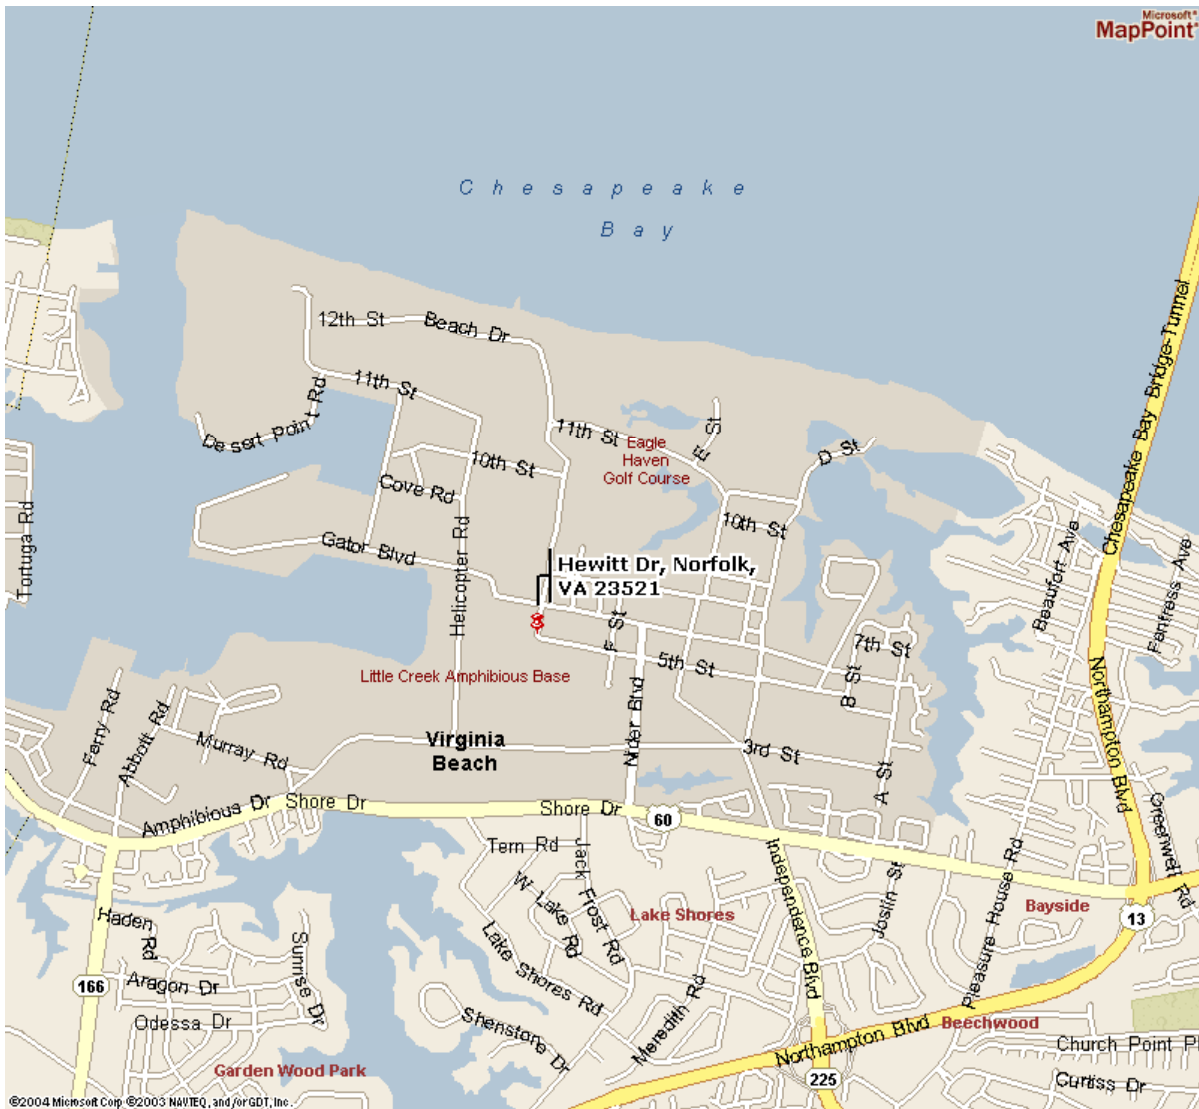 Microsoft®
MapPoint®
Chesapeake
Bay
Chesapeake Bay Bridge-Tunnel
12th St
Beach Dr
11th St
Desert Point Rd
11th St
E St
D St
Eagle
Haven
Golf Course
10th St
Cove Rd
10th St
Tortuga Rd
Gator Blvd
Helicopter Rd
Beaufort Ave
Fentress Ave
Hewitt Dr, Norfolk,
VA 23521
F St
7th St
5th St
B St
Little Creek Amphibious Base
Nider Blvd
Northampton Blvd
Ferry Rd
Abbott Rd
Murray Rd
Virginia
Beach
3rd St
A St
Amphibious Dr
Shore Dr
Shore Dr
60
Greenwell Rd
Tern Rd
Jack Frost Rd
W Lake Rd
Independence Blvd
Joslin St
Pleasure House Rd
Lake Shores
Bayside
13
Haden Rd
Sunrise Dr
Lake Shores Rd
166
Aragon Dr
Odessa Dr
Shenstone Dr
Meredith Rd
Northampton Blvd
Beechwood
Church Point Pl
Garden Wood Park
225
Curtiss Dr
©2004 Microsoft Corp ©2003 NAVTEQ, and/or GDT, Inc.